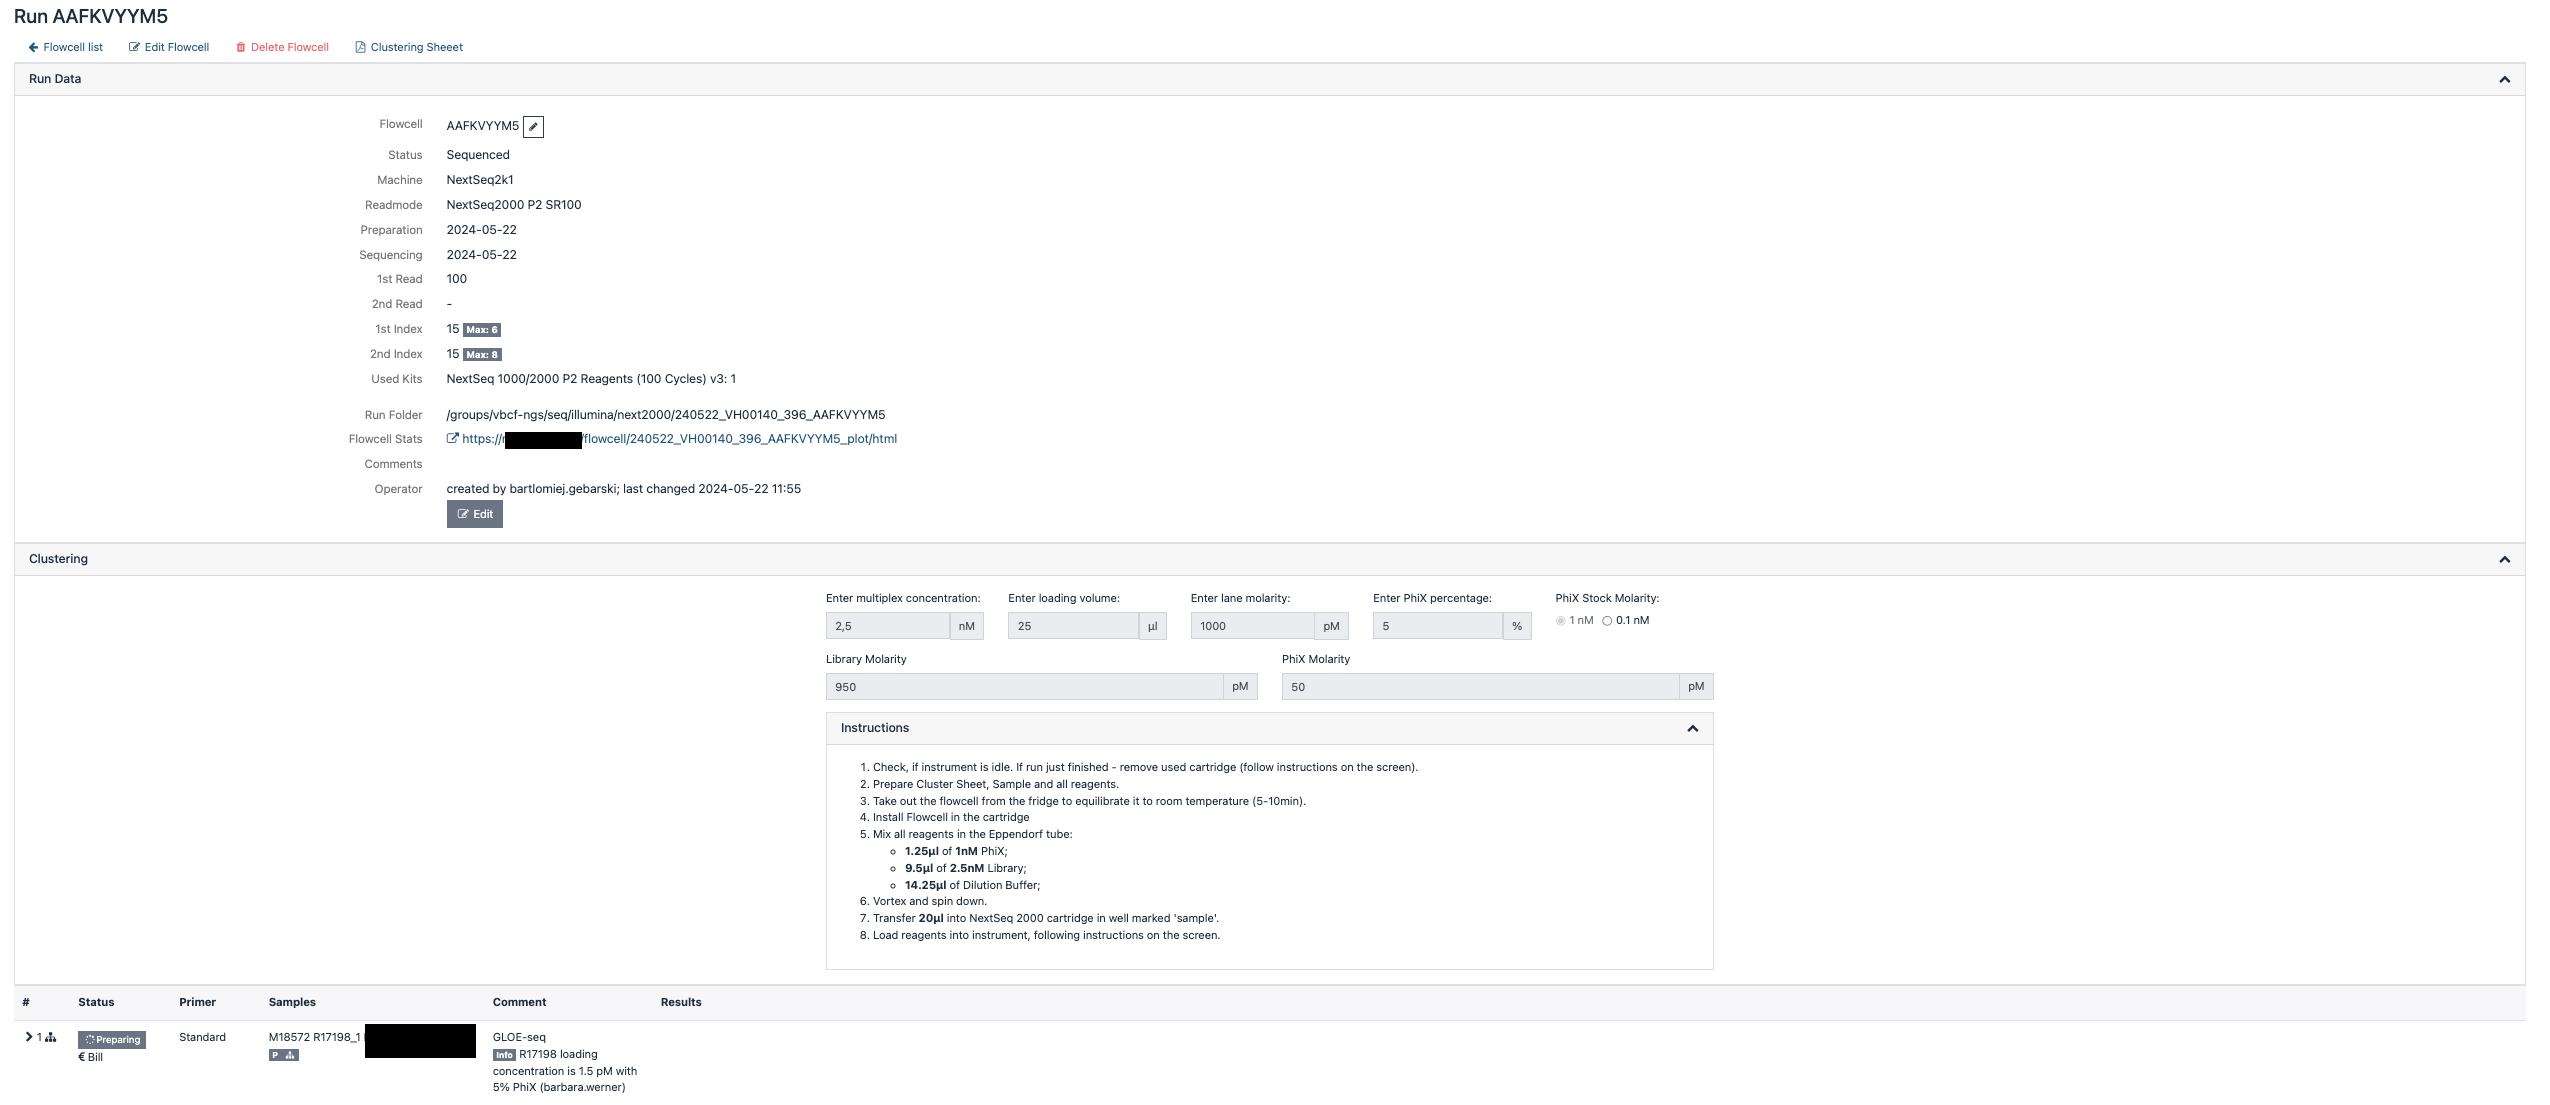 Run AAFKVYYM5
Flowcell list Edit Flowcell Delete Flowcell Clustering Sheeet
Run Data
Flowcell AAFKVYYM5
Status Sequenced
Machine NextSeq2k1
Readmode NextSeq2000 P2 SR100
Preparation 2024-05-22
Sequencing 2024-05-22
1st Read 100
2nd Read -
1st Index 15 Max: 6
2nd Index 15 Max: 8
Used Kits NextSeq 1000/2000 P2 Reagents (100 Cycles) v3: 1
Run Folder /groups/vbcf-ngs/seq/illumina/next2000/240522_VH00140_396_AAFKVYYM5
Flowcell Stats https:// /flowcell/240522_VH00140_396_AAFKVYYM5_plot/html
Comments
Operator created by bartlomiej.gebarski; last changed 2024-05-22 11:55
Edit
Clustering
Enter multiplex concentration: Enter loading volume: Enter lane molarity: Enter PhiX percentage: PhiX Stock Molarity:
2,5 nM 25 µl 1000 pM 5 % 1 nM 0.1 nM
Library Molarity PhiX Molarity
950 pM 50 pM
Instructions
1. Check, if instrument is idle. If run just finished - remove used cartridge (follow instructions on the screen).
2. Prepare Cluster Sheet, Sample and all reagents.
3. Take out the flowcell from the fridge to equilibrate it to room temperature (5-10min).
4. Install Flowcell in the cartridge
5. Mix all reagents in the Eppendorf tube:
1.25µl of 1nM PhiX;
9.5µl of 2.5nM Library;
14.25µl of Dilution Buffer;
6. Vortex and spin down.
7. Transfer 20µl into NextSeq 2000 cartridge in well marked 'sample'.
8. Load reagents into instrument, following instructions on the screen.
# Status Primer Samples Comment Results
1 Preparing Standard M18572 R17198_1 GLOE-seq
€ Bill P Info R17198 loading
concentration is 1.5 pM with
5% PhiX (barbara.werner)